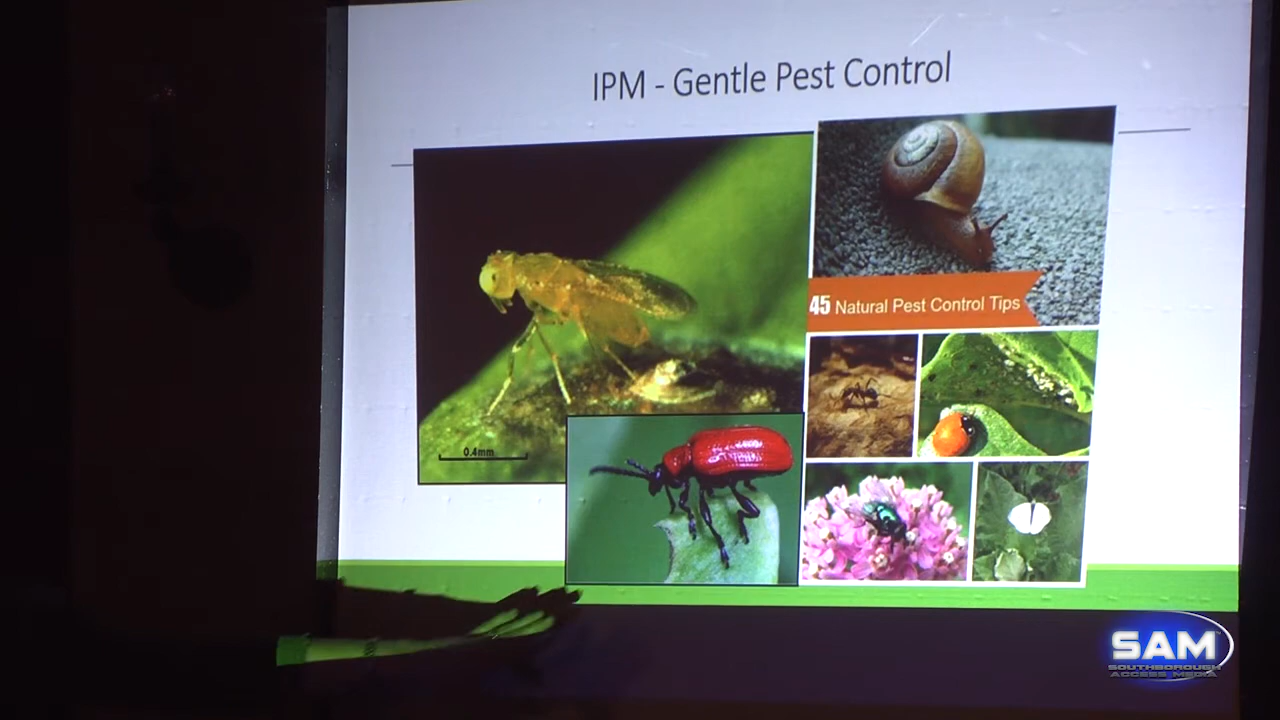 IPM - Gentle Pest Control
45 Natural Pest Control Tips
0.4mm
SAM
SOUTHBOROUGH
ACCESS MEDIA